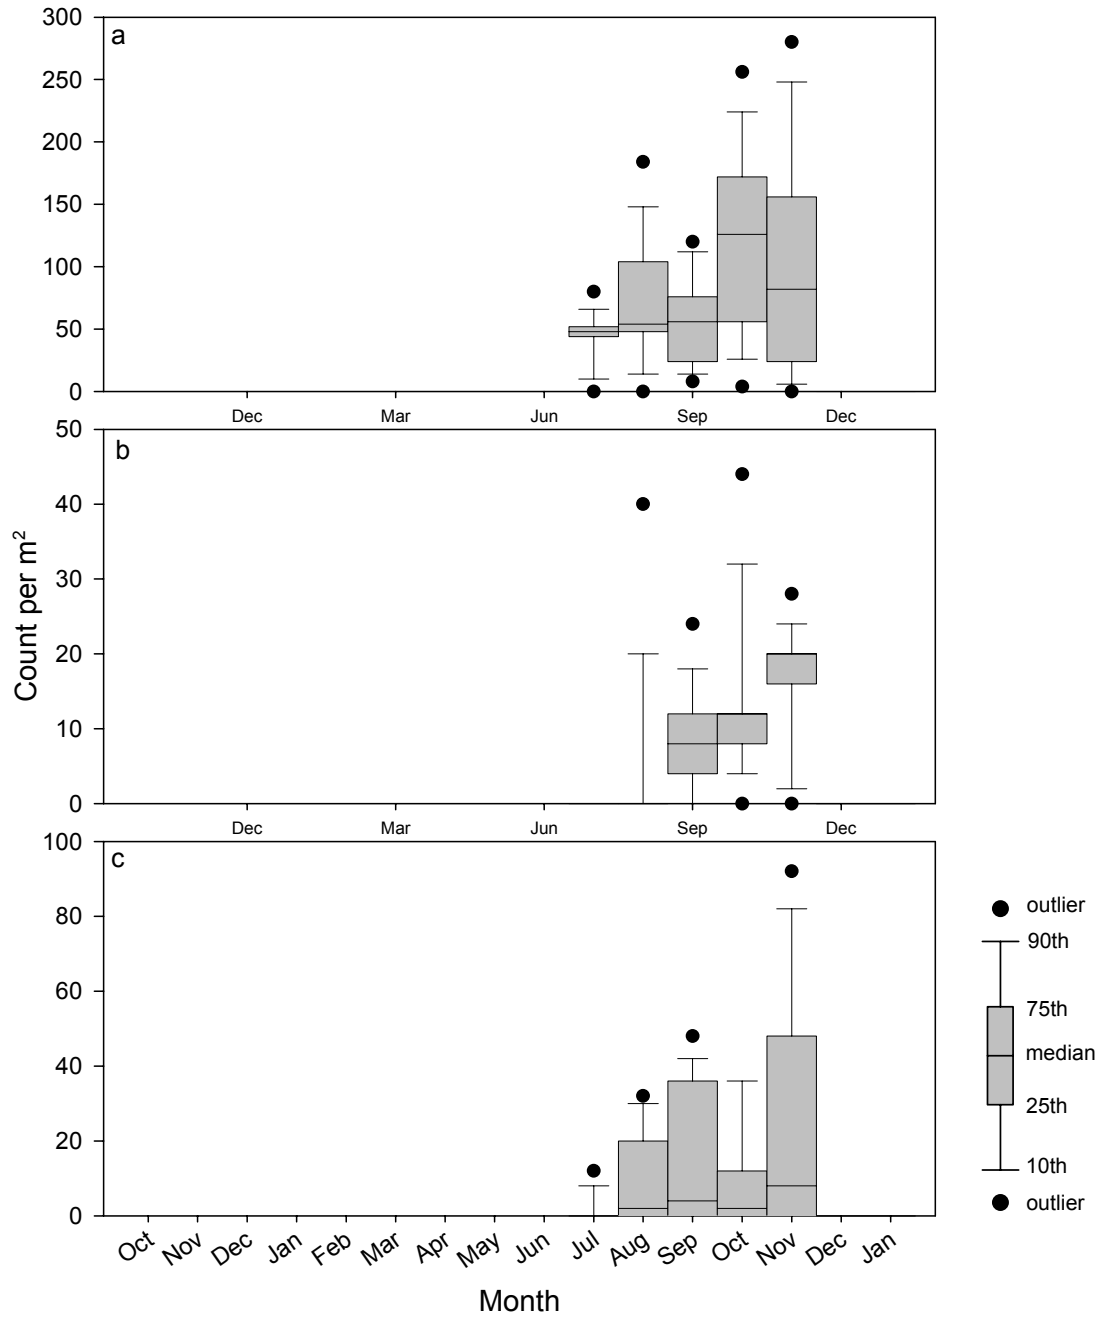 300
a
250
200
150
100
50
0
Dec Mar Jun Sep Dec
50
b
40
30
20
10
0
Dec Mar Jun Sep Dec
Count per m²
100
c
80
60
40
20
0
Oct Nov Dec Jan Feb Mar Apr May Jun Jul Aug Sep Oct Nov Dec Jan
Month
outlier
90th
75th
median
25th
10th
outlier